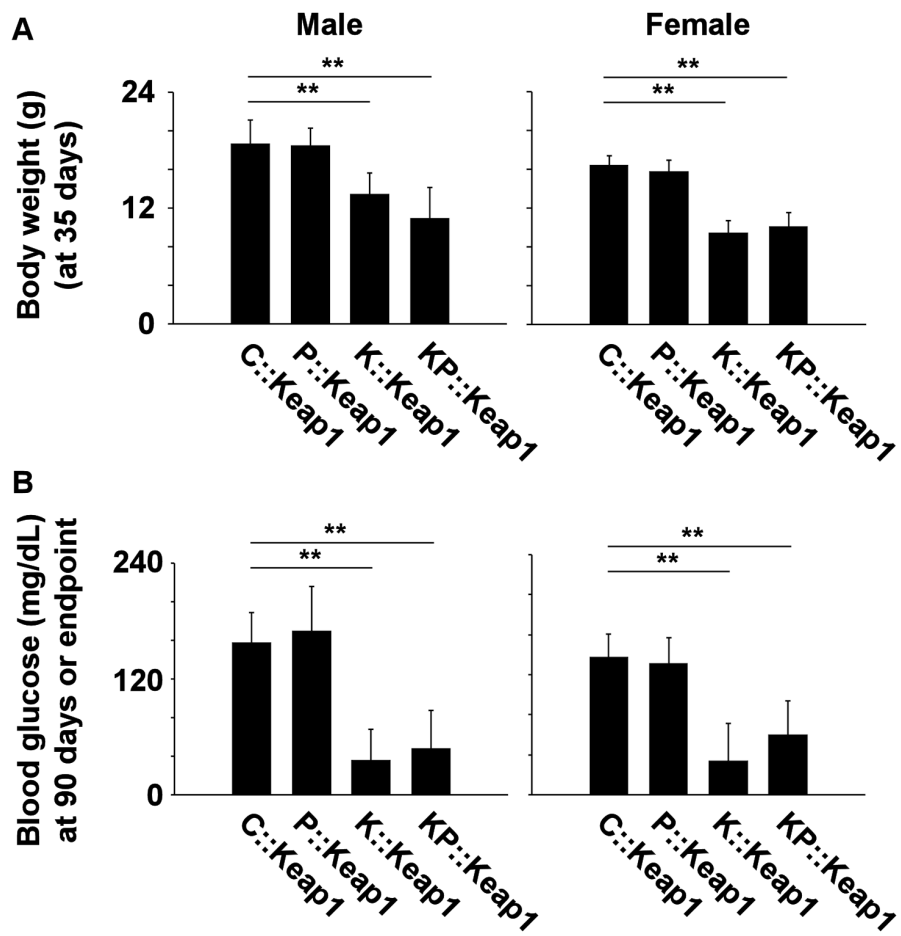 A
Male
Female
Body weight (g)
(at 35 days)
24
12
0
**
**
**
**
C::Keap1
P::Keap1
K::Keap1
KP::Keap1
C::Keap1
P::Keap1
K::Keap1
KP::Keap1
B
Blood glucose (mg/dL)
at 90 days or endpoint
240
120
0
**
**
**
**
C::Keap1
P::Keap1
K::Keap1
KP::Keap1
C::Keap1
P::Keap1
K::Keap1
KP::Keap1